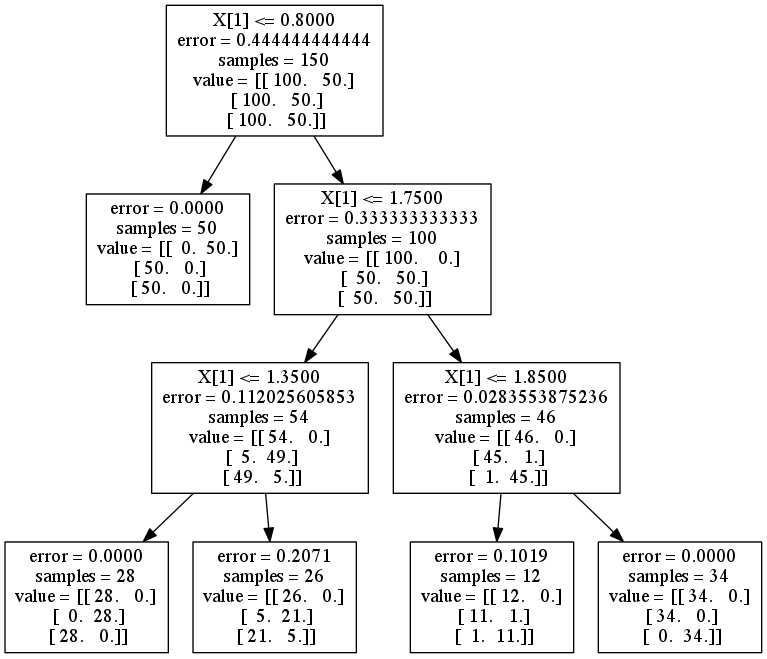 X[1] <= 0.8000
error = 0.444444444444
samples = 150
value = [[ 100.   50.]
[ 100.   50.]
[ 100.   50.]]
error = 0.0000
samples = 50
value = [[  0.  50.]
[ 50.   0.]
[ 50.   0.]]
X[1] <= 1.7500
error = 0.333333333333
samples = 100
value = [[ 100.    0.]
[  50.   50.]
[  50.   50.]]
X[1] <= 1.3500
error = 0.112025605853
samples = 54
value = [[ 54.   0.]
[  5.  49.]
[ 49.   5.]]
X[1] <= 1.8500
error = 0.0283553875236
samples = 46
value = [[ 46.   0.]
[ 45.   1.]
[  1.  45.]]
error = 0.0000
samples = 28
value = [[ 28.   0.]
[  0.  28.]
[ 28.   0.]]
error = 0.2071
samples = 26
value = [[ 26.   0.]
[  5.  21.]
[ 21.   5.]]
error = 0.1019
samples = 12
value = [[ 12.   0.]
[ 11.   1.]
[  1.  11.]]
error = 0.0000
samples = 34
value = [[ 34.   0.]
[ 34.   0.]
[  0.  34.]]